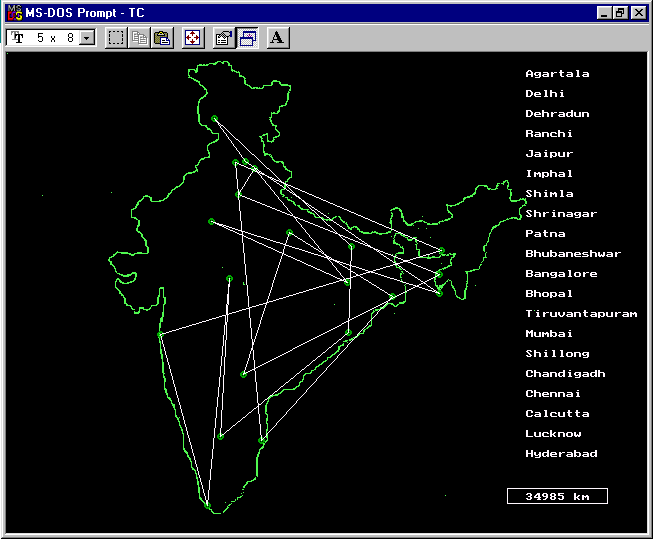 MS-DOS Prompt - TC
5 x 8
A
Agartala
Delhi
Dehradun
Ranchi
Jaipur
Imphal
Shimla
Shrinagar
Patna
Bhubaneshwar
Bangalore
Bhopal
Tiruvantapuram
Mumbai
Shillong
Chandigadh
Chennai
Calcutta
Lucknow
Hyderabad
34985 km